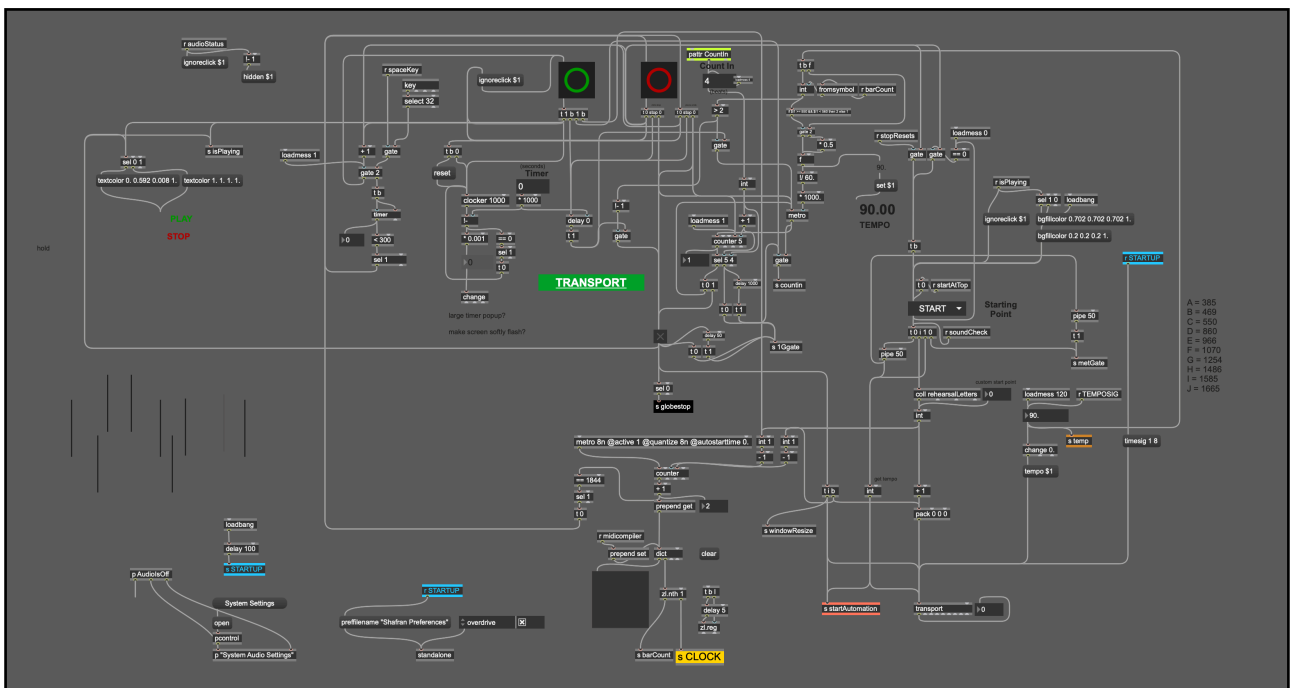 r audioStatus
ignoreclick $1
!- 1
hidden $1
r spaceKey
key
select 32
ignoreclick $1
pattr CountIn
Count In
4
t b f
int
fromsymbol
r barCount
t 1 b 1 b
t 0 stop 0
t 0 stop 0
> 2
gate 2
* 0.5
r stopResets
loadmess 0
gate
gate
== 0
s isPlaying
loadmess 1
+ 1
gate
t b 0
gate
f
sel 0 1
gate 2
reset
(seconds)
Timer
0
int
!/ 60.
90.
set $1
r isPlaying
textcolor 0. 0.592 0.008 1.
textcolor 1. 1. 1. 1.
t b
clocker 1000
* 1000
* 1000.
sel 1 0
loadbang
timer
!-
delay 0
!- 1
loadmess 1
+ 1
metro
90.00
TEMPO
ignoreclick $1
bgfillcolor 0.702 0.702 0.702 1.
bgfillcolor 0.2 0.2 0.2 1.
STOP
hold
0
< 300
* 0.001
== 0
t 1
gate
counter 5
t b
sel 1
0
sel 1
t 0
1
sel 5 4
gate
r STARTUP
TRANSPORT
t 0 1
delay 1000
s countin
t 0
r startAtTop
change
t 0
t 1
START
Starting
Point
large timer popup?
make screen softly flash?
delay 50
t 0
t 1
s 1Ggate
t 0 i 1 0
r soundCheck
pipe 50
pipe 50
t 1
s metGate
A = 385
B = 469
C = 550
D = 860
E = 966
F = 1070
G = 1254
H = 1486
I = 1585
J = 1665
sel 0
s globestop
custom start point
coll rehearsalLetters
0
loadmess 120
r TEMPOSIG
int
90.
metro 8n @active 1 @quantize 8n @autostarttime 0.
int 1
int 1
s temp
timesig 1 8
- 1
- 1
change 0.
counter
tempo $1
== 1844
+ 1
get tempo
sel 1
prepend get
2
t i b
int
+ 1
t 0
pack 0 0 0
loadbang
r midicompiler
s windowResize
delay 100
prepend set
dict
clear
s STARTUP
p AudioIsOff
r STARTUP
zl.nth 1
t b l
System Settings
delay 5
s startAutomation
transport
0
open
preffilename "Shafran Preferences"
overdrive
zl.reg
pcontrol
p "System Audio Settings"
standalone
s barCount
s CLOCK